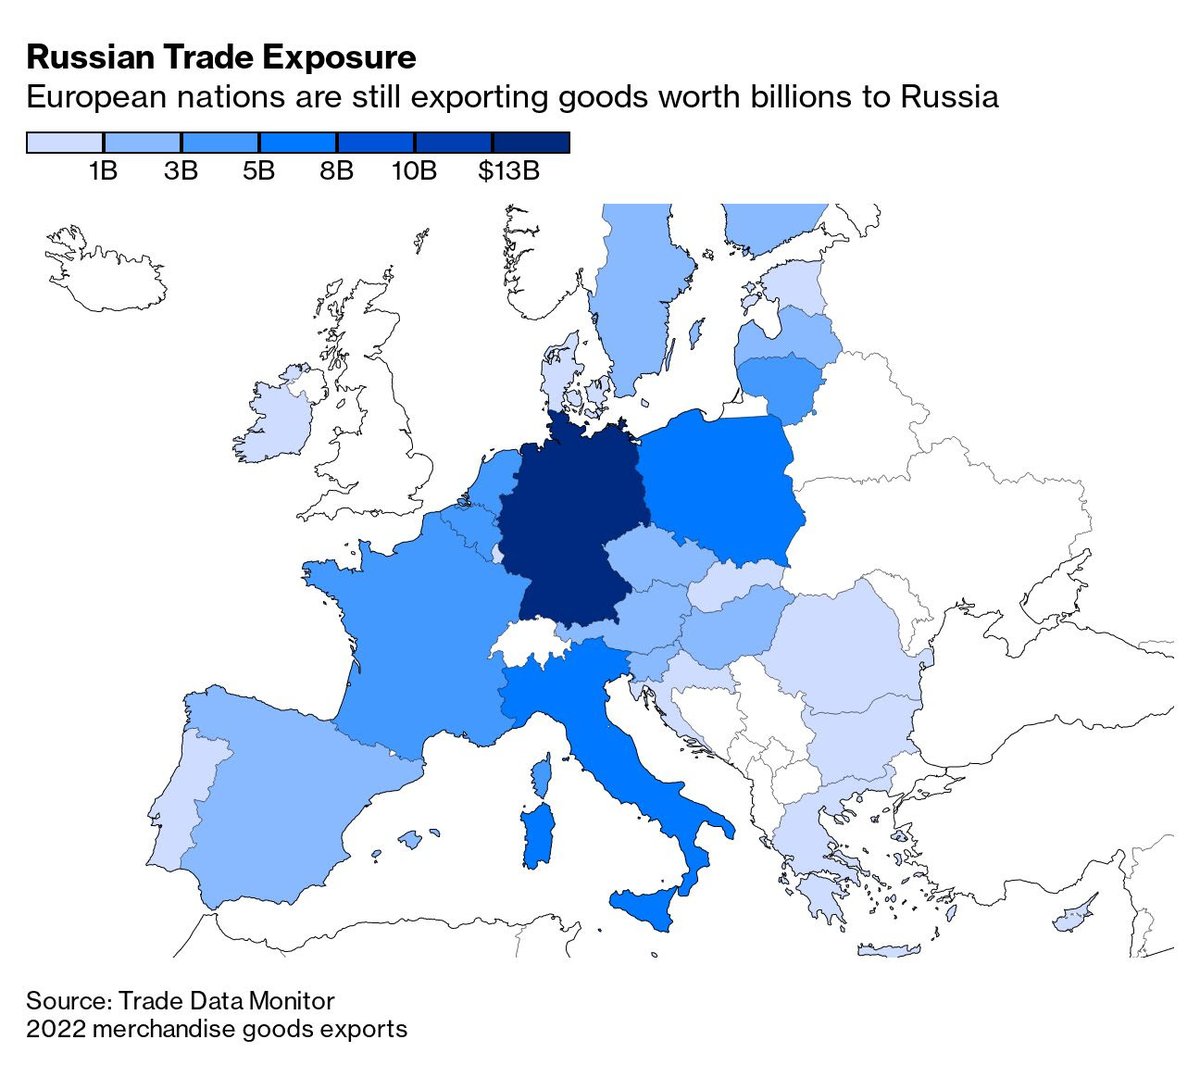 Russian Trade Exposure
European nations are still exporting goods worth billions to Russia
1B 3B 5B 8B 10B $13B
Source: Trade Data Monitor
2022 merchandise goods exports